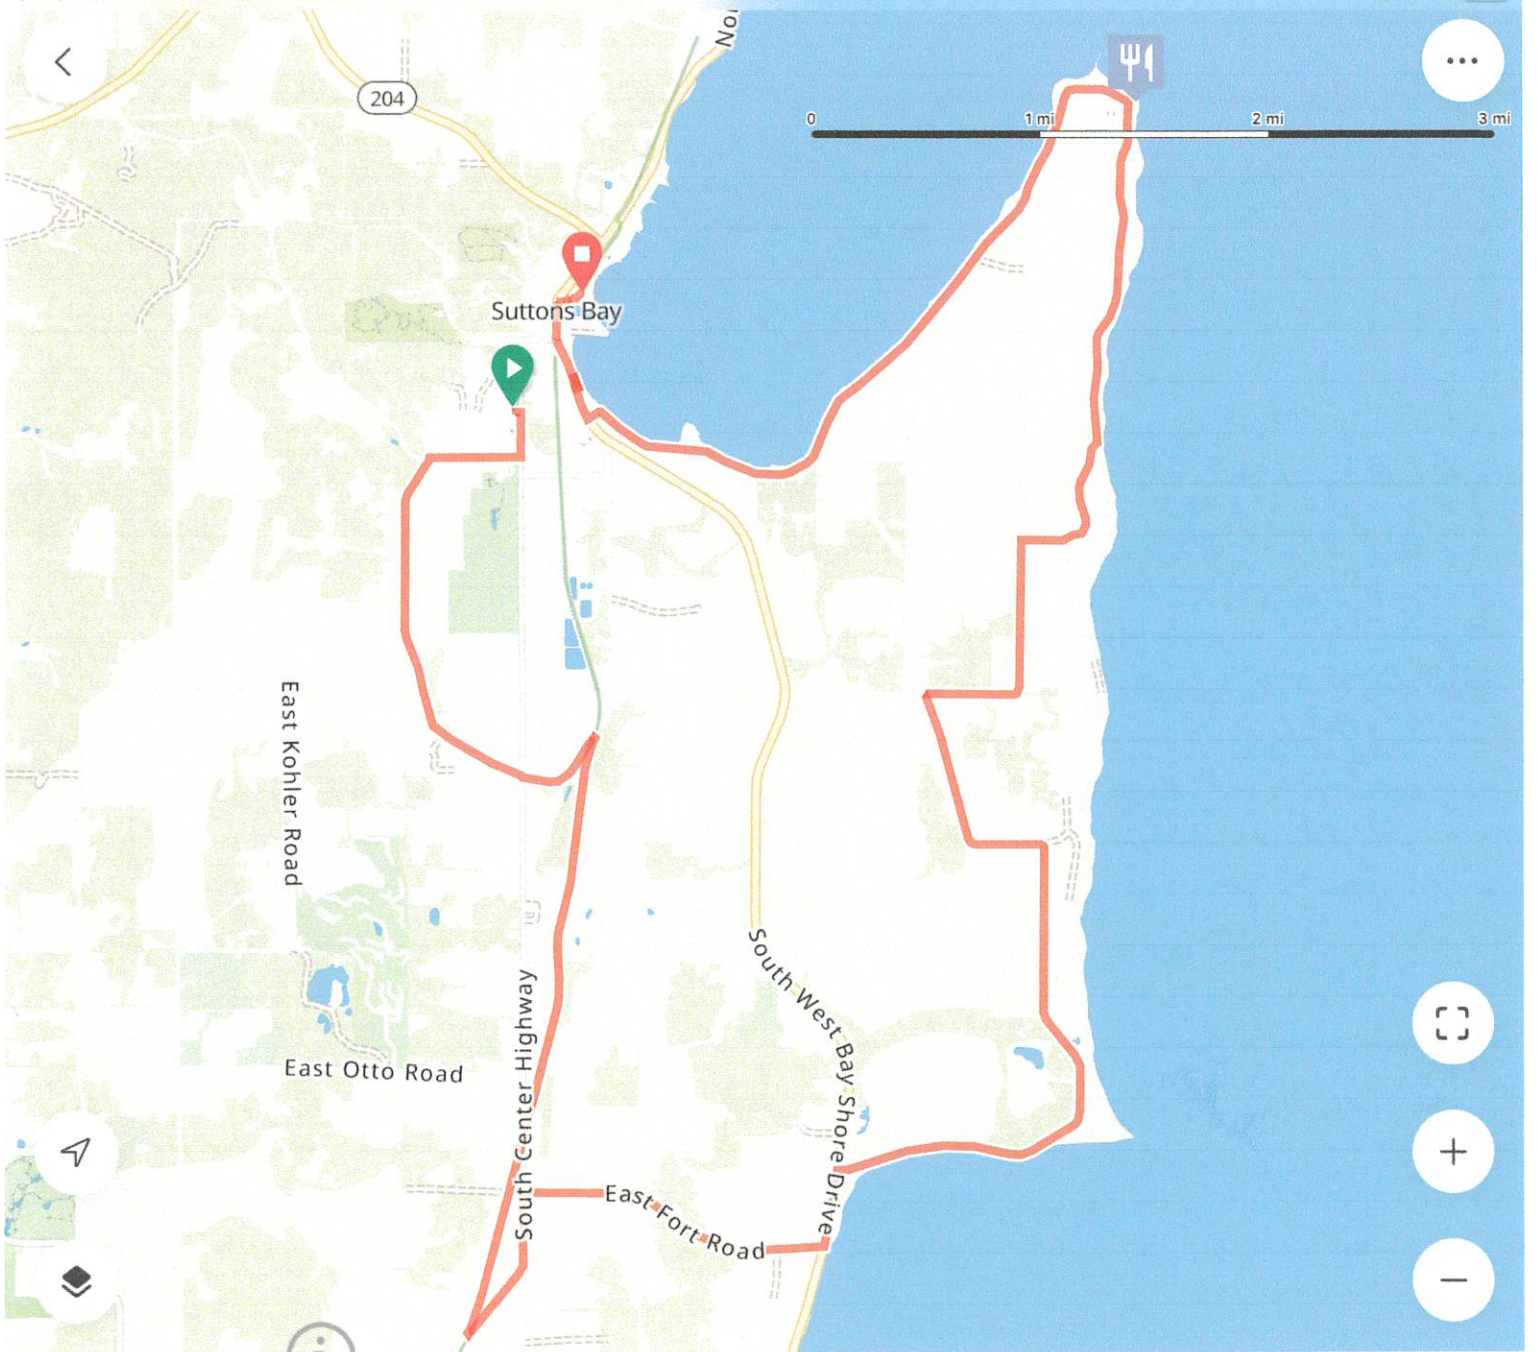 No
204
0
1 mi
2 mi
3 mi
Suttons Bay
East Kohler Road
South West Bay Shore Drive
South Center Highway
East Otto Road
East Fort Road